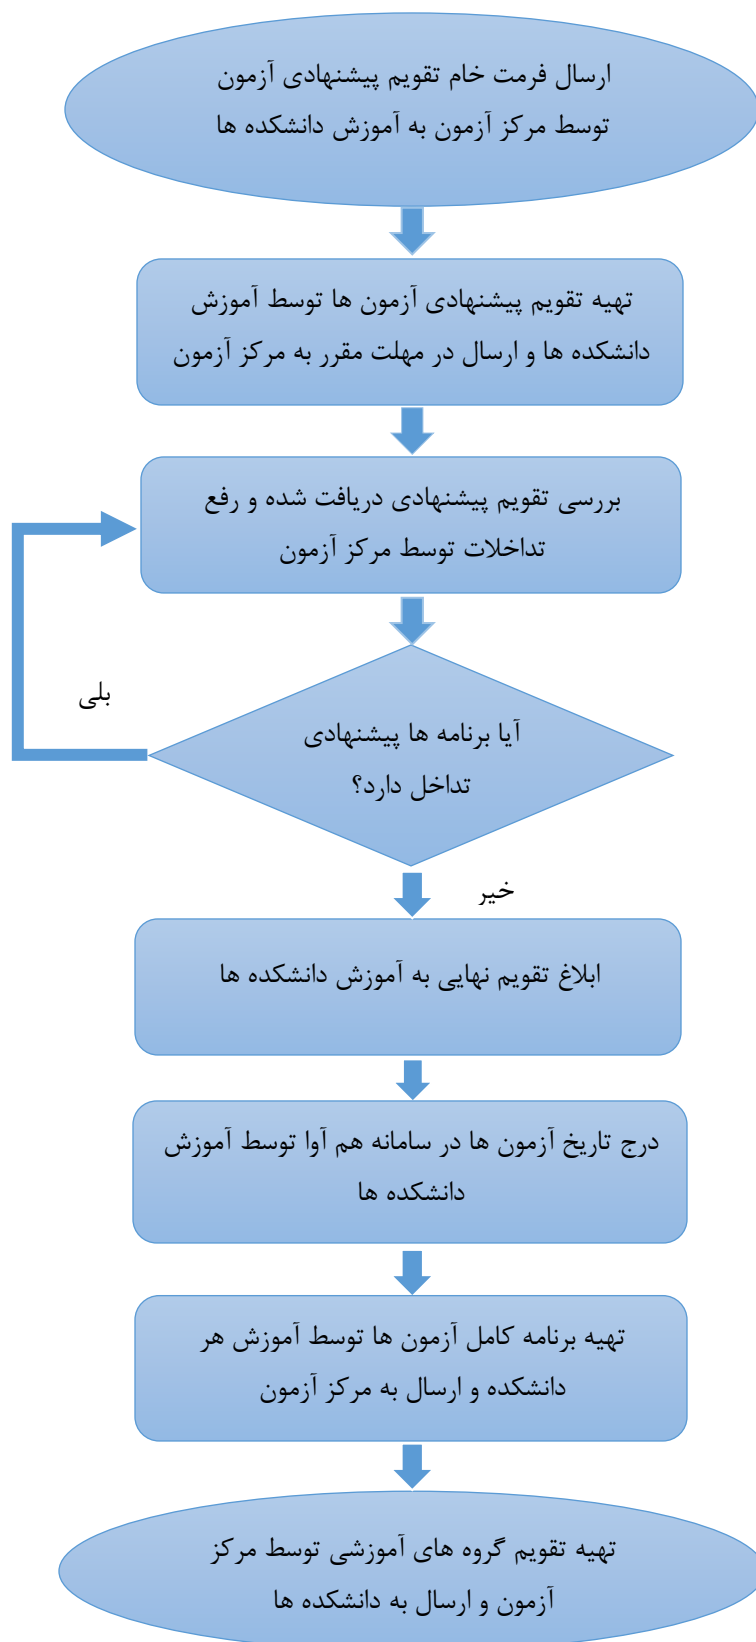 ارسال فرمت خام تقویم پیشنهادی آزمون
توسط مرکز آزمون به آموزش دانشکده ها
تهیه تقویم پیشنهادی آزمون ها توسط آموزش
دانشکده ها و ارسال در مهلت مقرر به مرکز آزمون
بررسی تقویم پیشنهادی دریافت شده و رفع
تداخلات توسط مرکز آزمون
بلی
آیا برنامه ها پیشنهادی
تداخل دارد؟
خیر
ابلاغ تقویم نهایی به آموزش دانشکده ها
درج تاریخ آزمون ها در سامانه هم آوا توسط آموزش
دانشکده ها
تهیه برنامه کامل آزمون ها توسط آموزش هر
دانشکده و ارسال به مرکز آزمون
تهیه تقویم گروه های آموزشی توسط مرکز
آزمون و ارسال به دانشکده ها